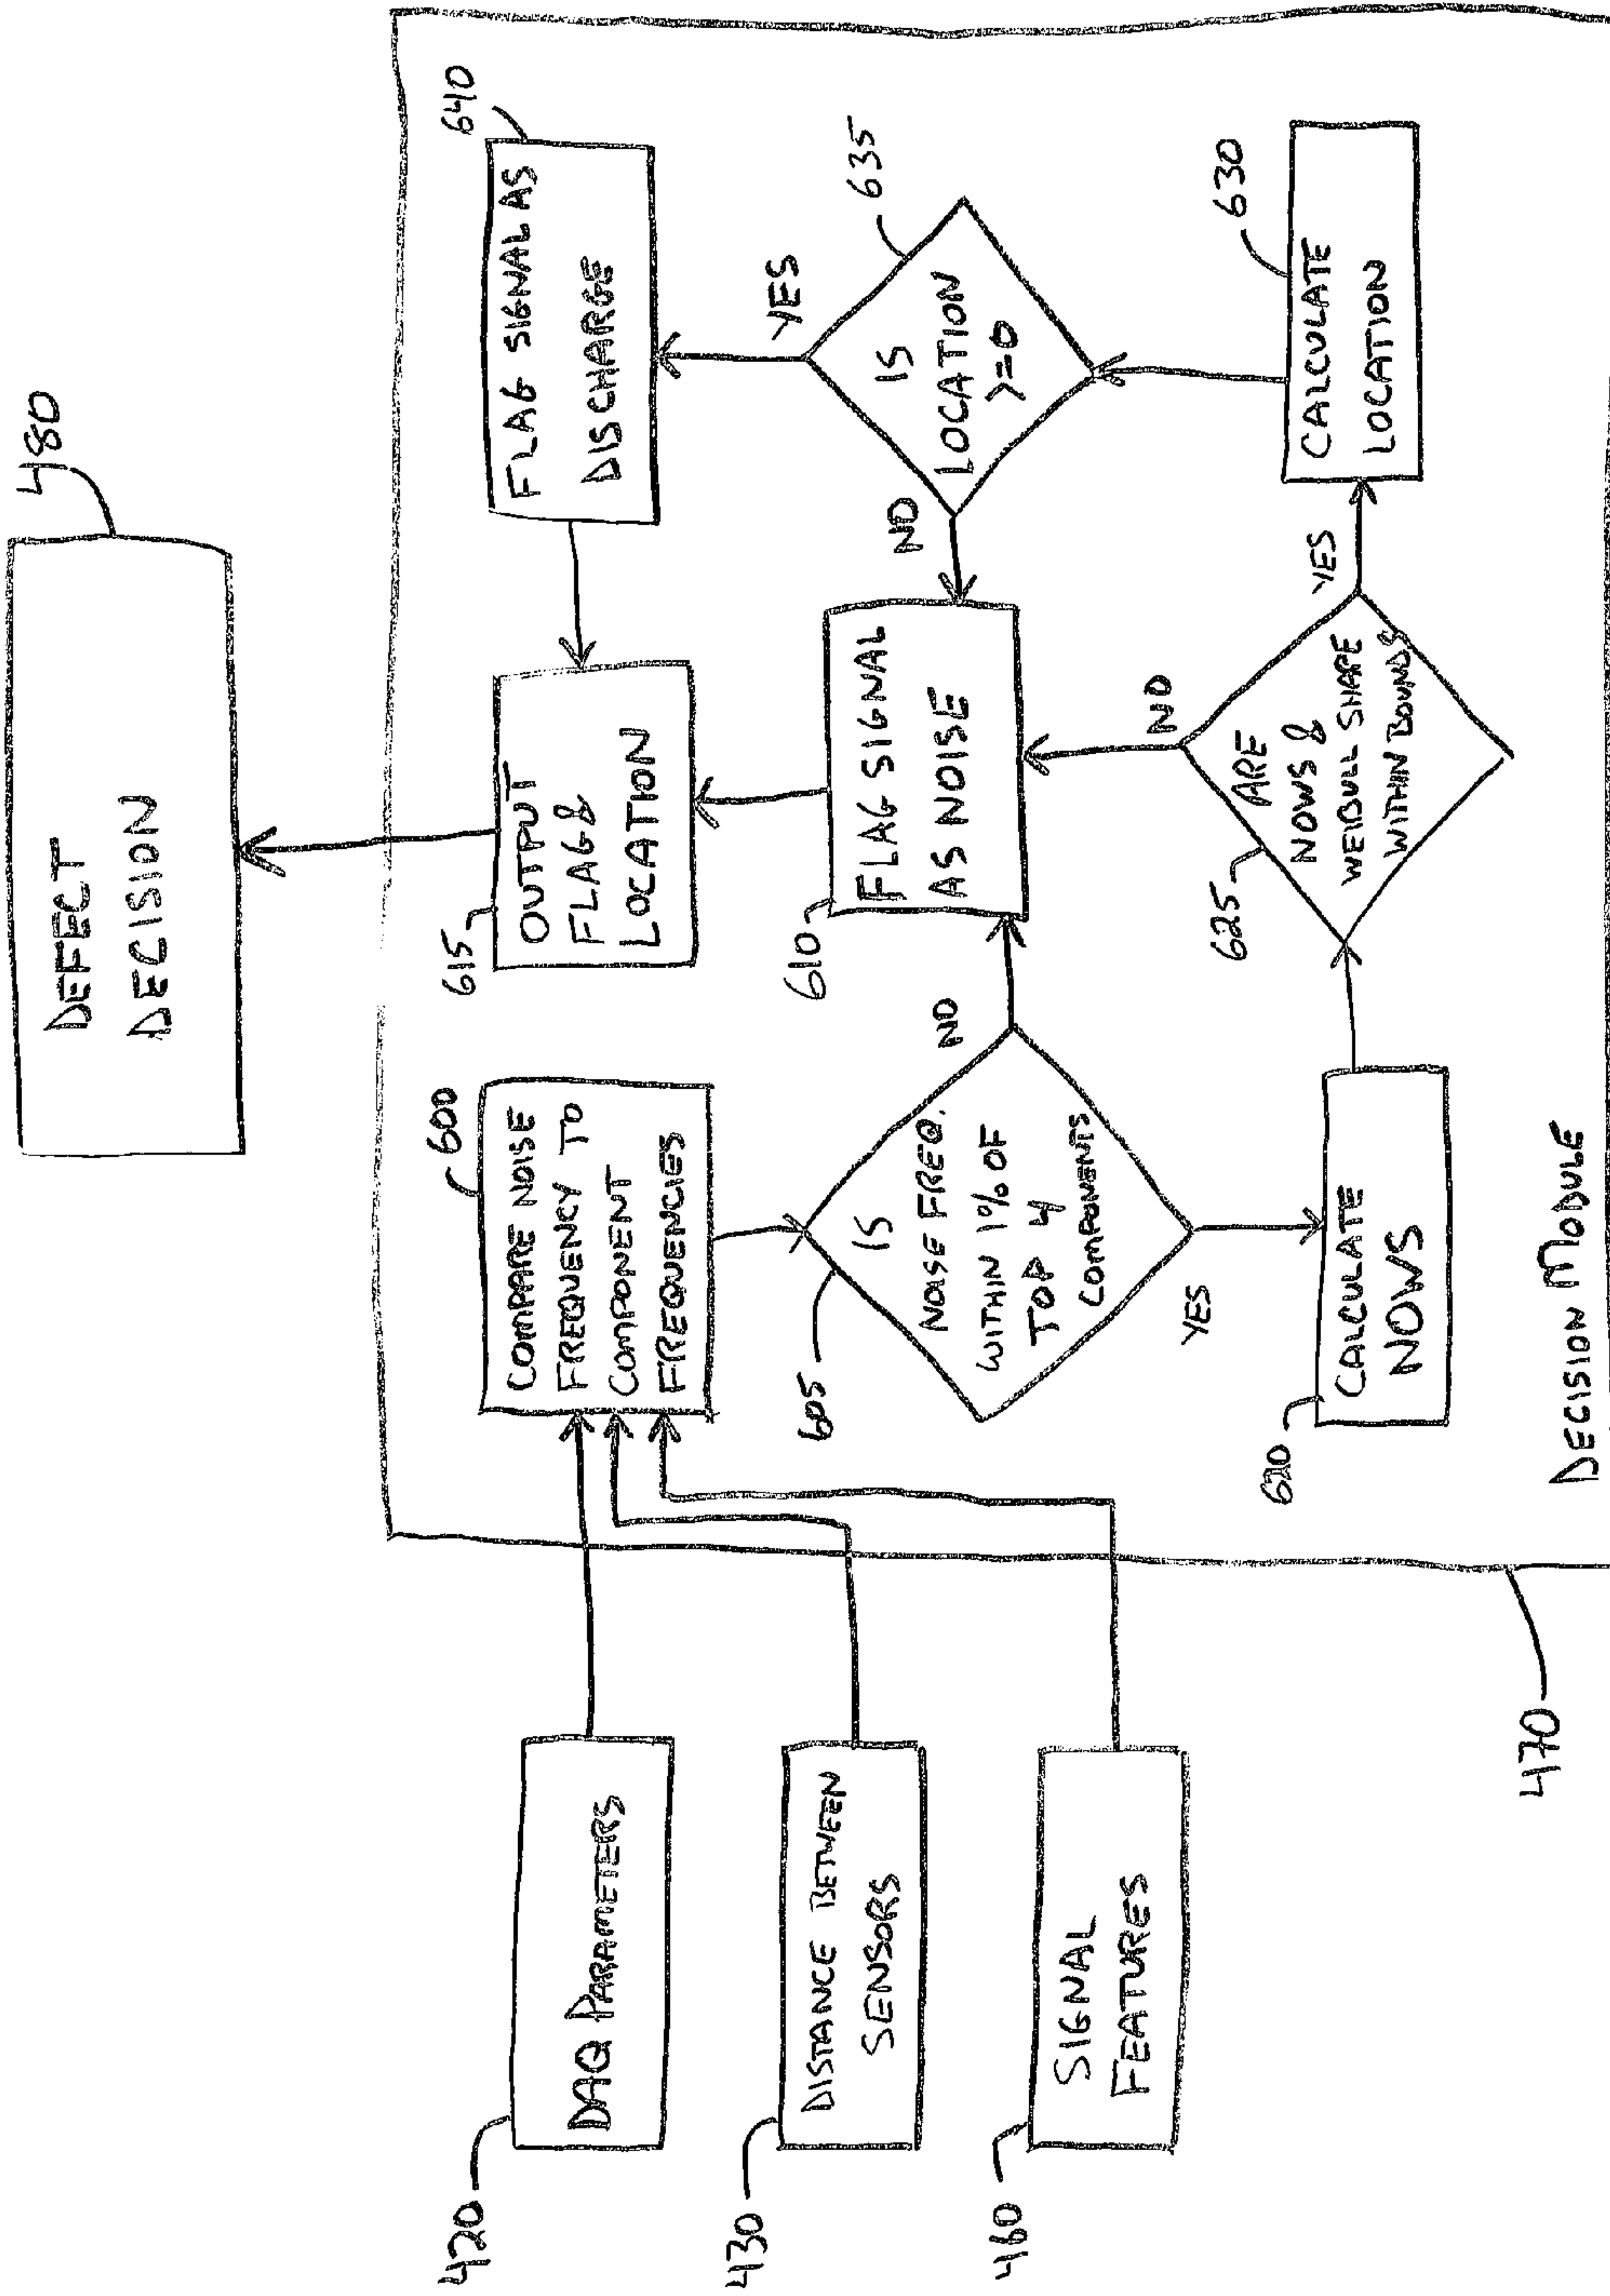 480
DEFECT
DECISION
420
DAQ PARAMETERS
430
DISTANCE BETWEEN
SENSORS
460
SIGNAL
FEATURES
470
600
COMPARE NOISE
FREQUENCY TO
COMPONENT
FREQUENCIES
605
IS
NOISE FREQ.
WITHIN 1% OF
TOP 4
COMPONENTS
NO
YES
620
CALCULATE
NOWS
615
OUTPUT
FLAG &
LOCATION
610
FLAG SIGNAL
AS NOISE
625
ARE
NOWS &
WEIBULL SHAPE
WITHIN BOUNDS
NO
YES
640
FLAG SIGNAL AS
DISCHARGE
YES
635
IS
LOCATION
>=0
NO
630
CALCULATE
LOCATION
DECISION MODULE